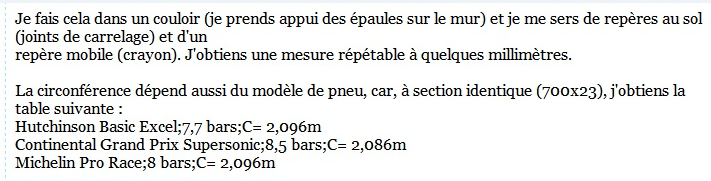 Je fais cela dans un couloir (je prends appui des épaules sur le mur) et je me sers de repères au sol
(joints de carrelage) et d'un
repère mobile (crayon). J'obtiens une mesure répétable à quelques millimètres.
La circonférence dépend aussi du modèle de pneu, car, à section identique (700x23), j'obtiens la
table suivante :
Hutchinson Basic Excel;7,7 bars;C= 2,096m
Continental Grand Prix Supersonic;8,5 bars;C= 2,086m
Michelin Pro Race;8 bars;C= 2,096m